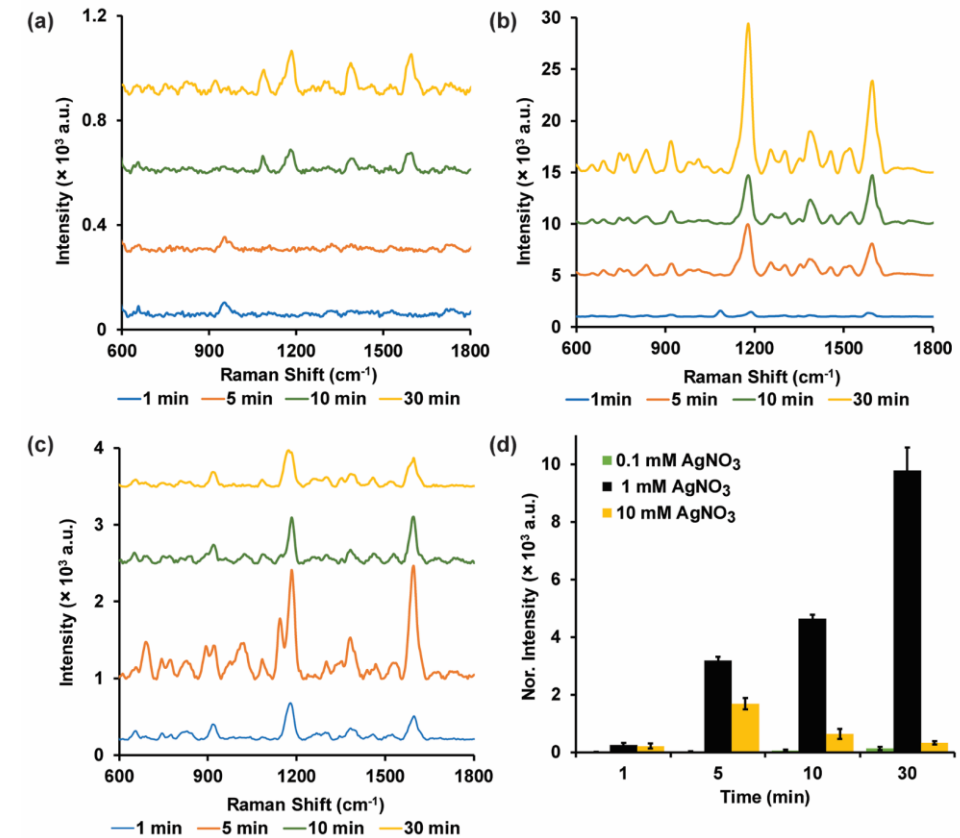 (a)
1.2
0.8
0.4
0
Intensity (× 10³ a.u.)
600 900 1200 1500 1800
Raman Shift (cm⁻¹)
1 min 5 min 10 min 30 min
(b)
30
25
20
15
10
5
0
Intensity (× 10³ a.u.)
600 900 1200 1500 1800
Raman Shift (cm⁻¹)
1min 5 min 10 min 30 min
(c)
4
3
2
1
0
Intensity (× 10³ a.u.)
600 900 1200 1500 1800
Raman Shift (cm⁻¹)
1 min 5 min 10 min 30 min
(d)
10
8
6
4
2
0
Nor. Intensity (× 10³ a.u.)
0.1 mM AgNO₃
1 mM AgNO₃
10 mM AgNO₃
1 5 10 30
Time (min)